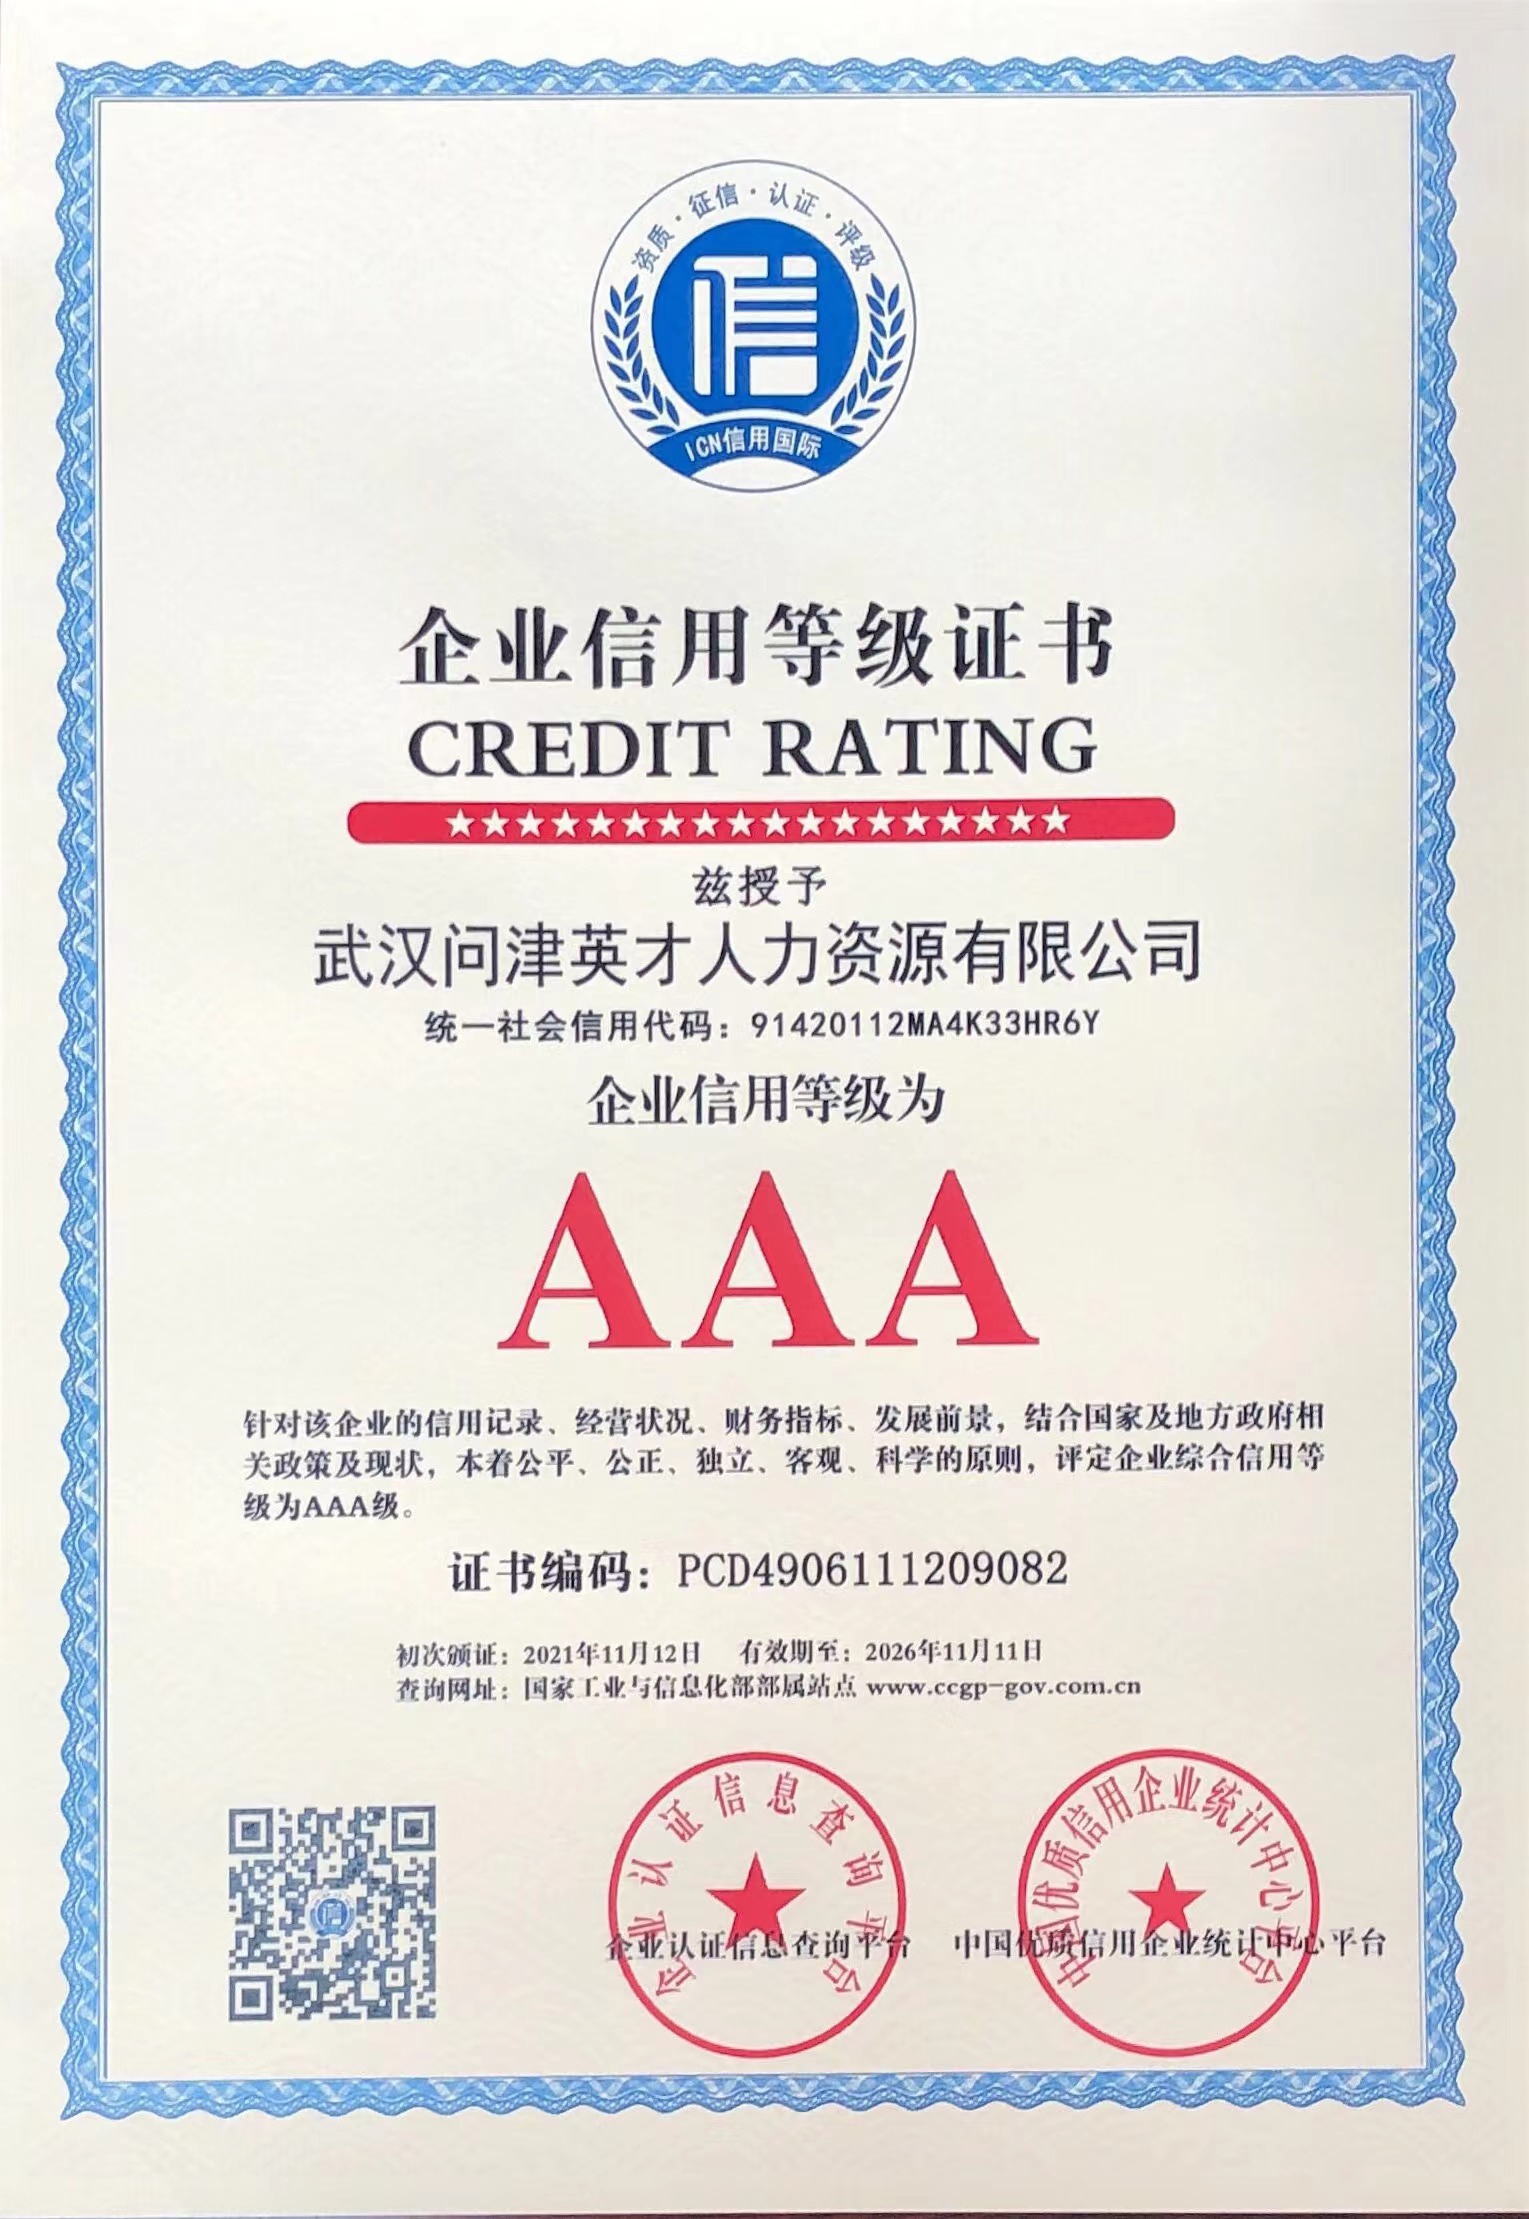 资质·征信·认证·评级
信
ICN信用国际
企业信用等级证书
CREDIT RATING
兹授予
武汉问津英才人力资源有限公司
统一社会信用代码：91420112MA4K33HR6Y
企业信用等级为
AAA
针对该企业的信用记录、经营状况、财务指标、发展前景，结合国家及地方政府相
关政策及现状，本着公平、公正、独立、客观、科学的原则，评定企业综合信用等
级为AAA级。
证书编码：PCD4906111209082
初次颁证：2021年11月12日 有效期至：2026年11月11日
查询网址：国家工业与信息化部部属站点 www.ccgp-gov.com.cn
企业认证信息查询平台
中国优质信用企业统计中心平台
企业认证信息查询平台 中国优质信用企业统计中心平台